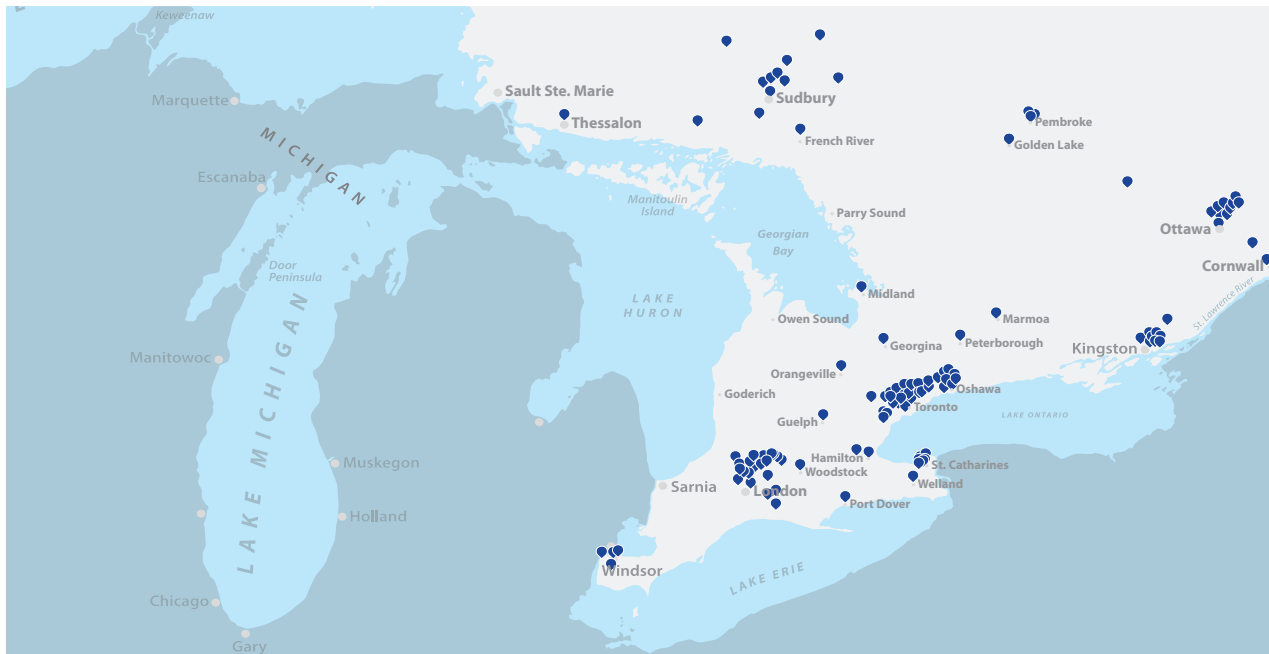 Keweenaw
Sault Ste. Marie
Marquette
Sudbury
Thessalon
Pembroke
MICHIGAN
French River
Golden Lake
Escanaba
Manitoulin
Island
Parry Sound
Ottawa
Georgian
Bay
Door
Peninsula
Cornwall
St. Lawrence River
Midland
LAKE
HURON
Owen Sound
Marmoa
Georgina
Peterborough
Kingston
Manitowoc
LAKE MICHIGAN
Orangeville
Goderich
Oshawa
Toronto
LAKE ONTARIO
Guelph
Hamilton
Muskegon
Woodstock
St. Catharines
Sarnia
London
Welland
Port Dover
Holland
Windsor
LAKE ERIE
Chicago
Gary